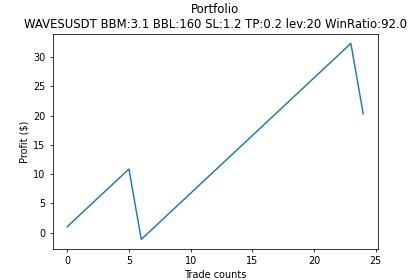 Portfolio
WAVESUSDT BBM:3.1 BBL:160 SL:1.2 TP:0.2 lev:20 WinRatio:92.0
Profit ($)
30
25
20
15
10
5
0
0 5 10 15 20 25
Trade counts